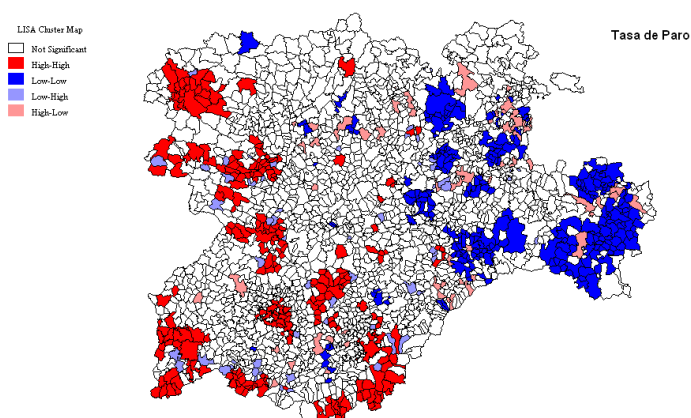 LISA Cluster Map
Not Significant
High-High
Low-Low
Low-High
High-Low
Tasa de Paro